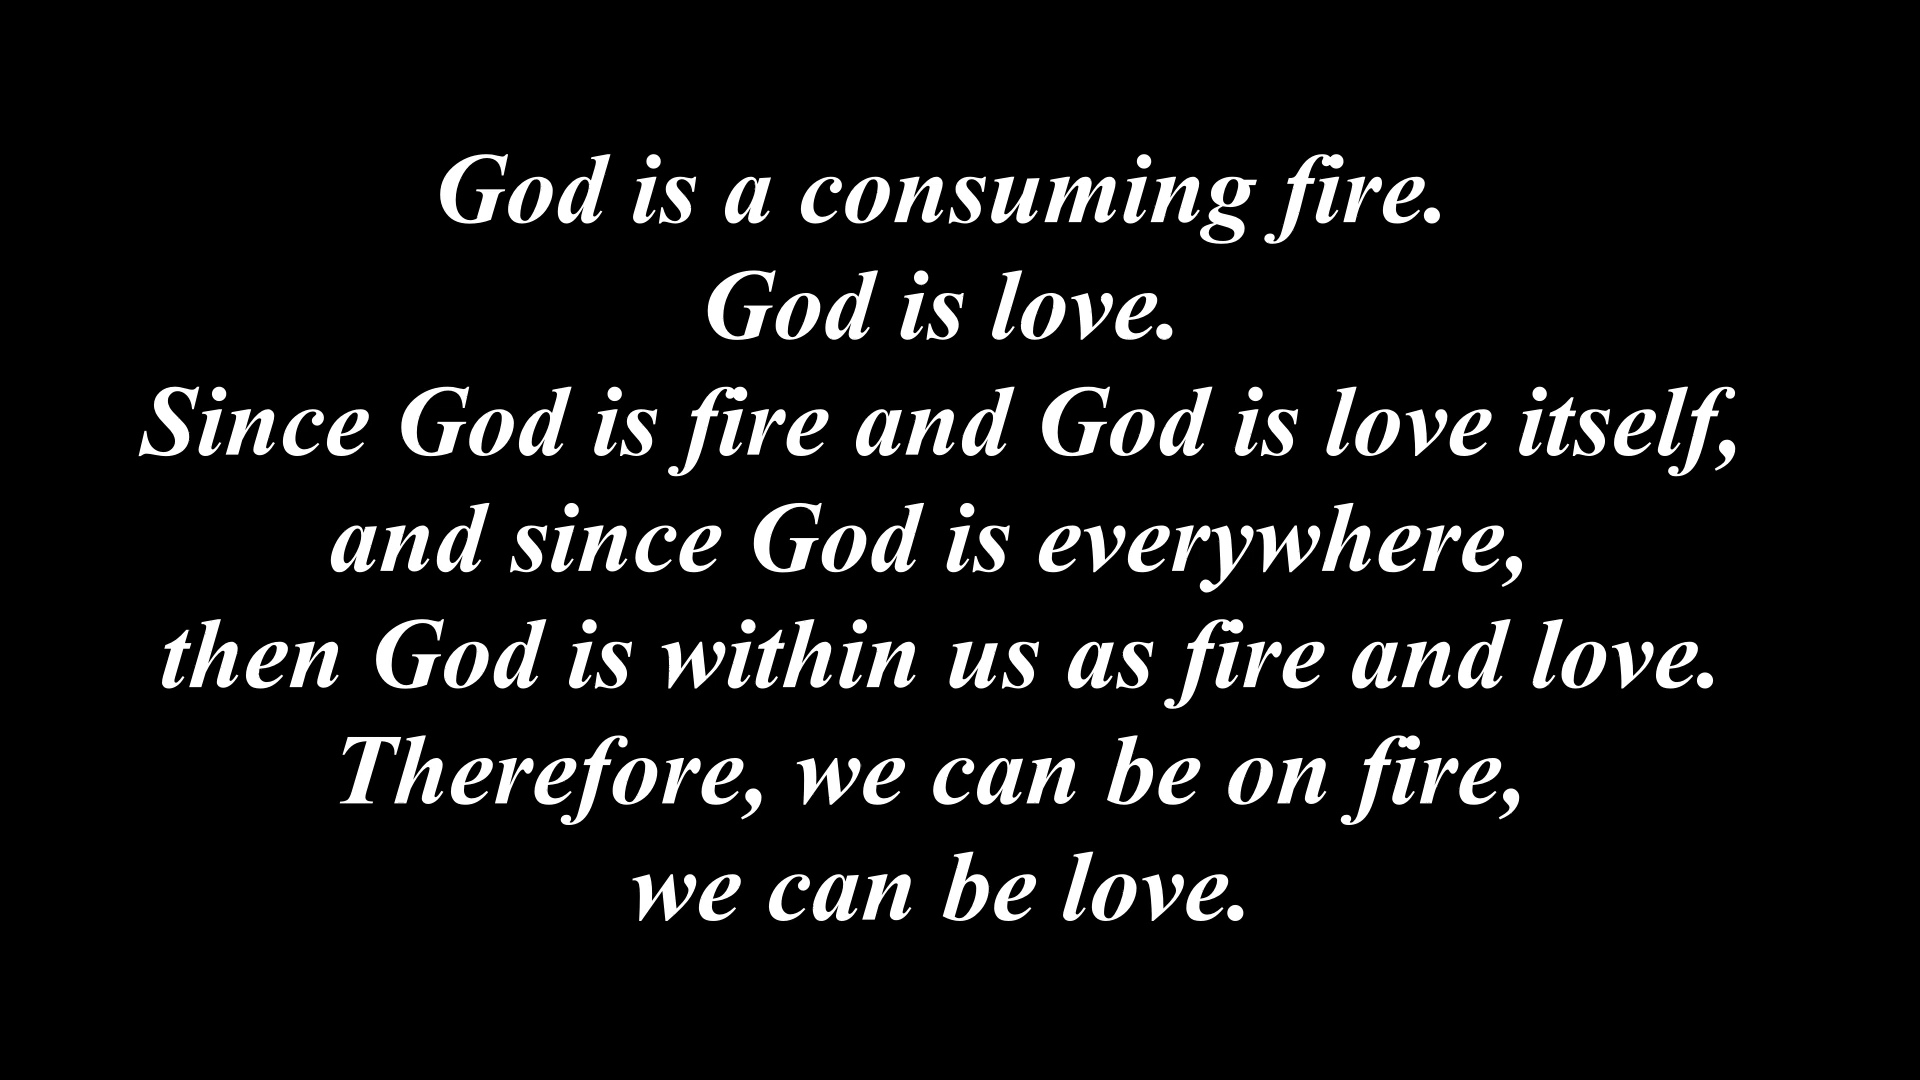 God is a consuming fire.
God is love.
Since God is fire and God is love itself,
and since God is everywhere,
then God is within us as fire and love.
Therefore, we can be on fire,
we can be love.